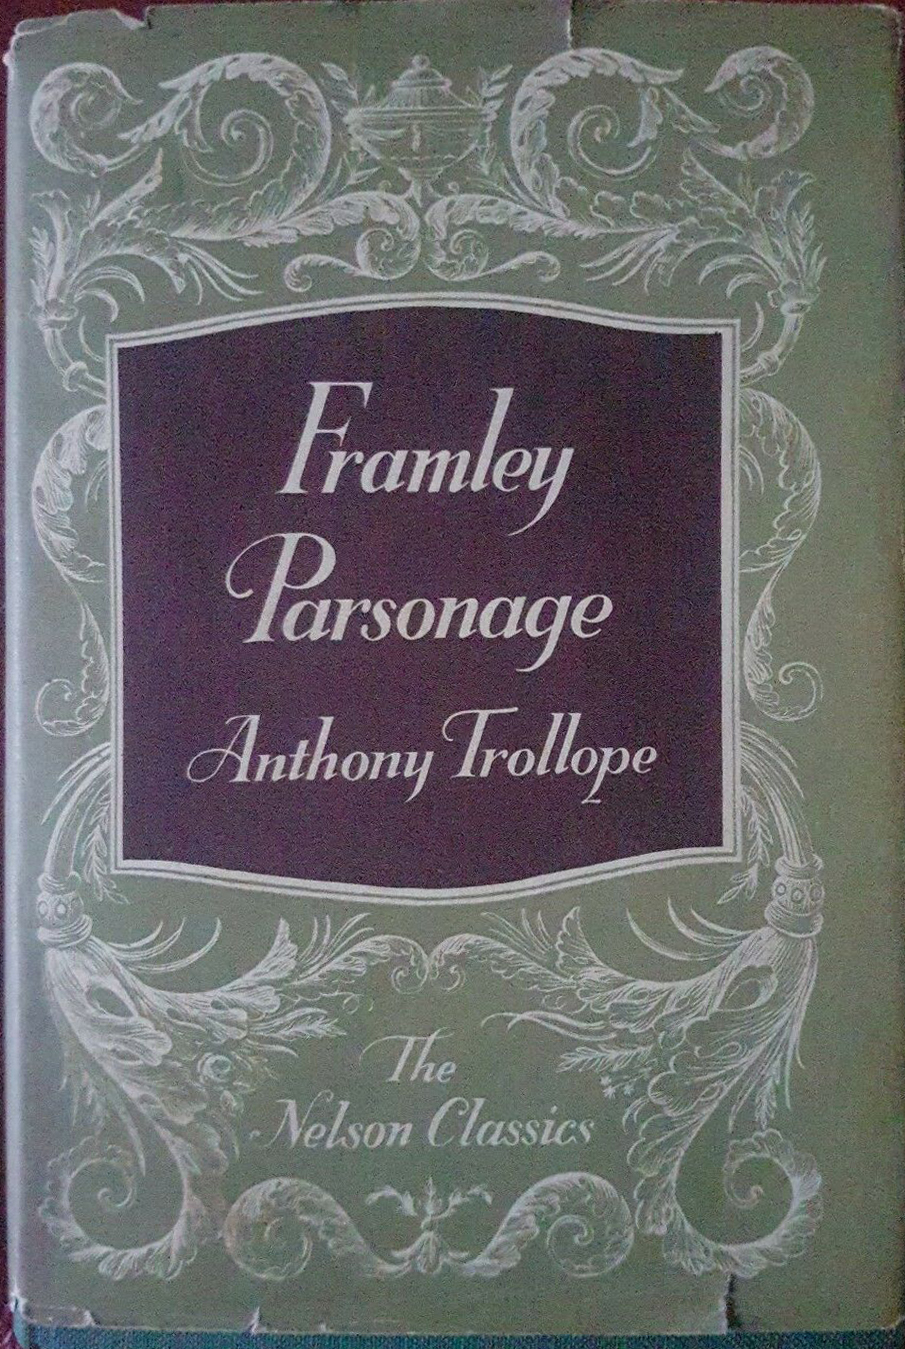 Framley
Parsonage
Anthony Trollope
The
Nelson Classics